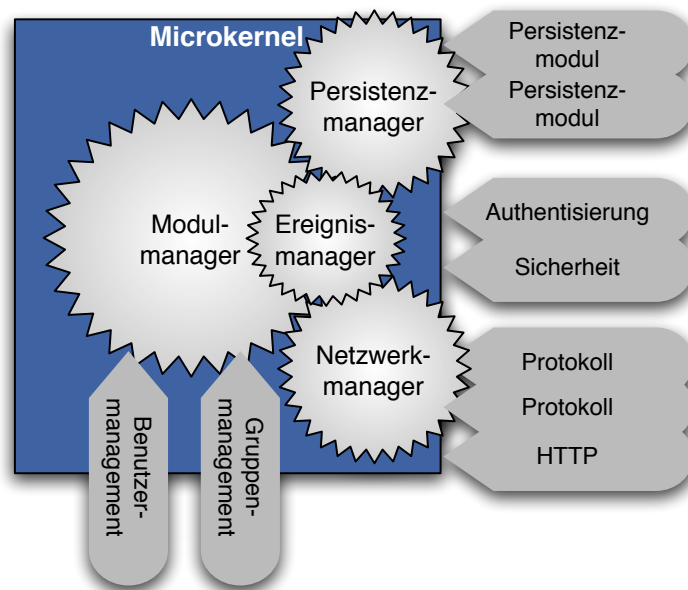 Microkernel
Persistenz-
manager
Persistenz-
modul
Persistenz-
modul
Modul-
manager
Ereignis-
manager
Authentisierung
Sicherheit
Netzwerk-
manager
Protokoll
Protokoll
HTTP
Benutzer-
management
Gruppen-
management